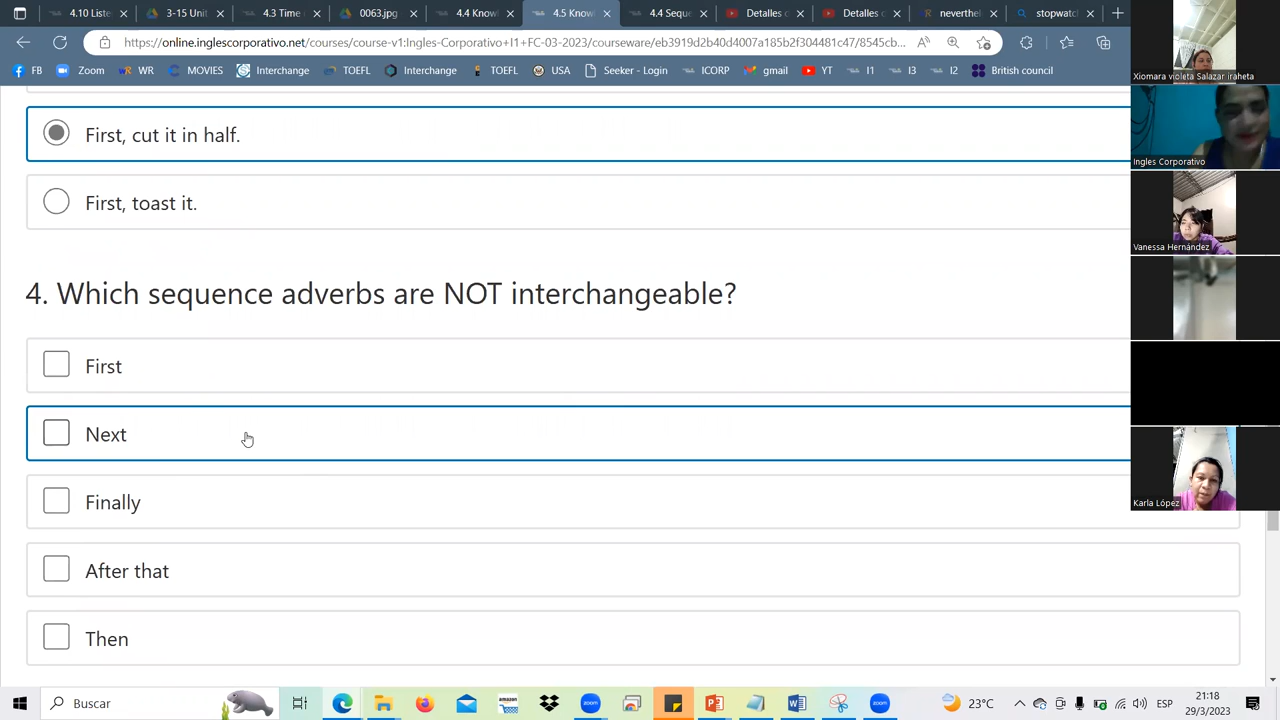 4.10 Listen
3-15 Unit
4.3 Time
0063.jpg
4.4 Knowl
4.5 Know
4.4 Seque
Detalles d
Detalles c
neverthel
stopwatcl
https://online.inglescorporativo.net/courses/course-v1:Ingles-Corporativo+I1+FC-03-2023/courseware/eb3919d2b40d4007a185b2f304481c47/8545cb...
FB
Zoom
WR
MOVIES
Interchange
TOEFL
Interchange
TOEFL
USA
Seeker - Login
ICORP
gmail
YT
I1
I3
I2
British council
Xiomara violeta Salazar iraheta
Ingles Corporativo
Vanessa Hernández
Karla López
First, cut it in half.
First, toast it.
4. Which sequence adverbs are NOT interchangeable?
First
Next
Finally
After that
Then
Buscar
23°C
ESP
21:18
29/3/2023